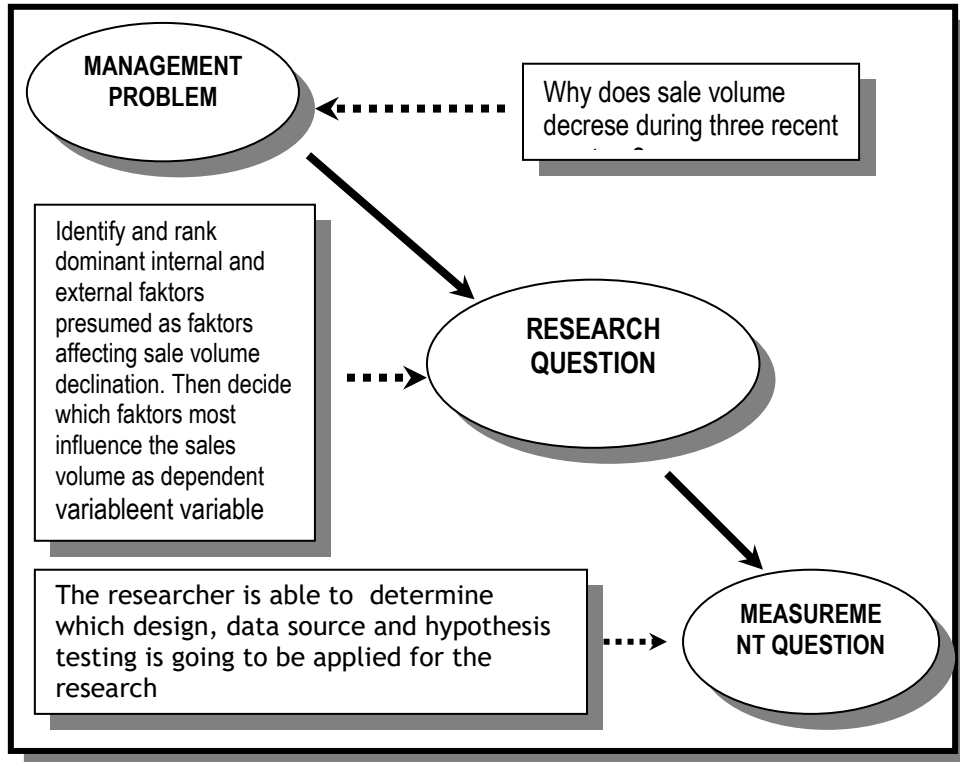 MANAGEMENT
PROBLEM
Why does sale volume
decrese during three recent
Identify and rank
dominant internal and
external faktors
presumed as faktors
affecting sale volume
declination. Then decide
which faktors most
influence the sales
volume as dependent
variableent variable
RESEARCH
QUESTION
The researcher is able to determine
which design, data source and hypothesis
testing is going to be applied for the
research
MEASUREME
NT QUESTION